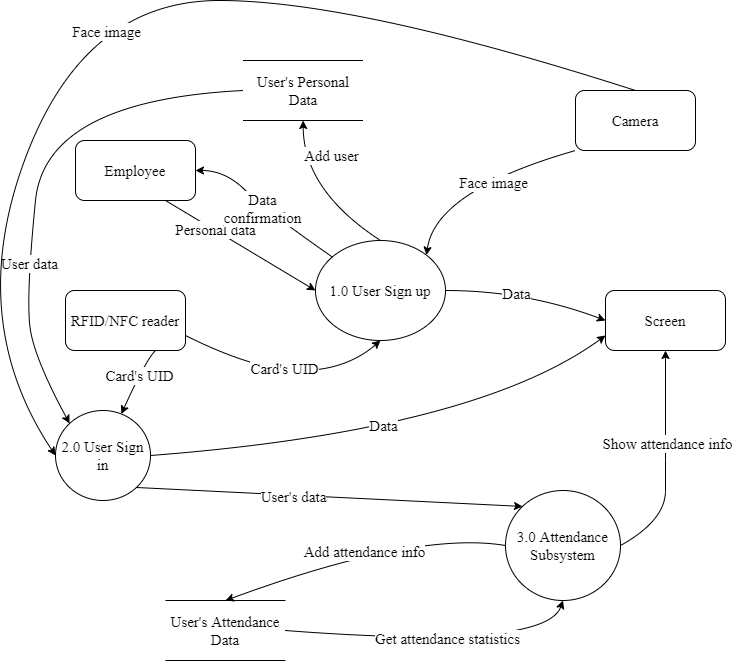 Face image
User's Personal
Data
Camera
Employee
Add user
Face image
Data
confirmation
Personal data
User data
1.0 User Sign up
Data
RFID/NFC reader
Screen
Card's UID
Card's UID
Data
2.0 User Sign
in
Show attendance info
User's data
3.0 Attendance
Subsystem
Add attendance info
User's Attendance
Data
Get attendance statistics